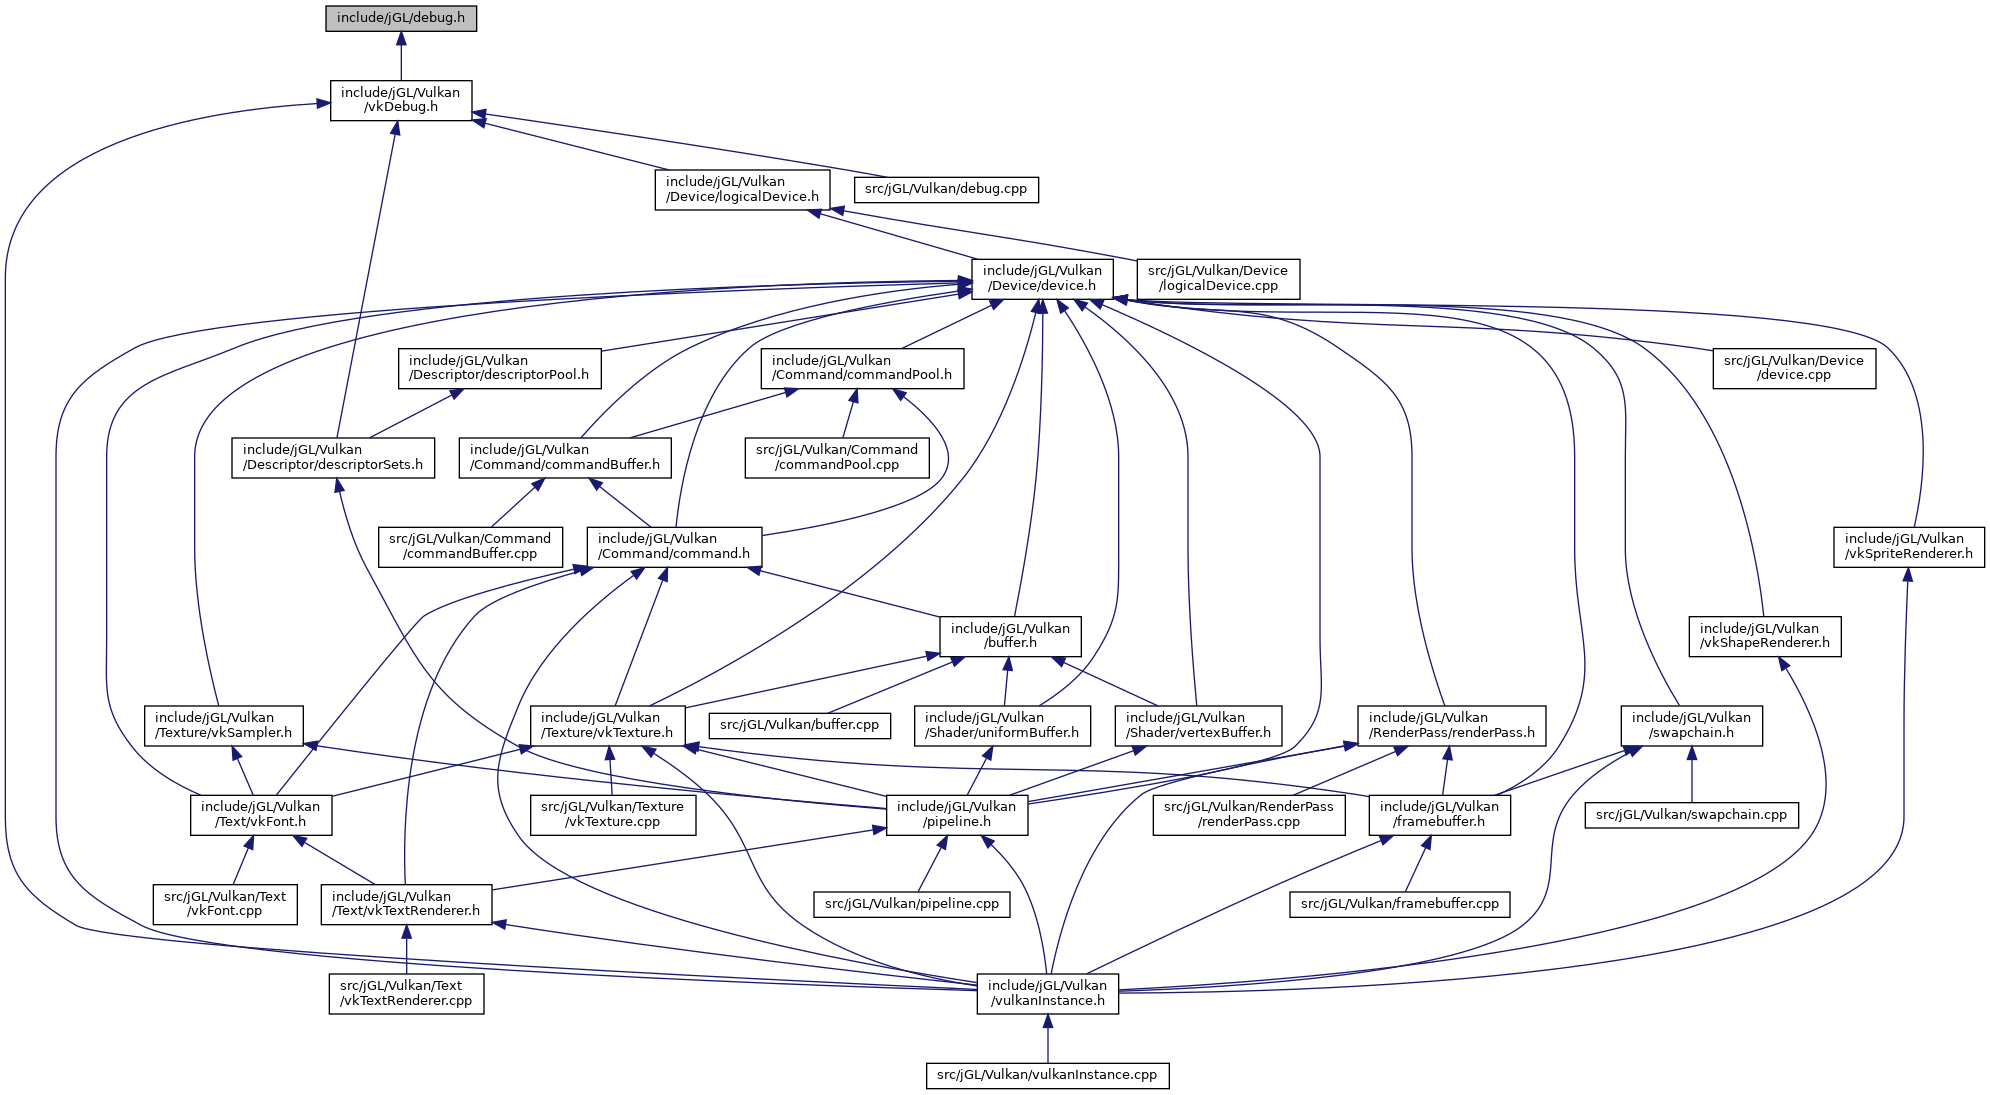 include/jGL/debug.h
include/jGL/Vulkan
/vkDebug.h
include/jGL/Vulkan
/Device/logicalDevice.h
src/jGL/Vulkan/debug.cpp
include/jGL/Vulkan
/Device/device.h
src/jGL/Vulkan/Device
/logicalDevice.cpp
include/jGL/Vulkan
/Descriptor/descriptorPool.h
include/jGL/Vulkan
/Command/commandPool.h
src/jGL/Vulkan/Device
/device.cpp
include/jGL/Vulkan
/Descriptor/descriptorSets.h
include/jGL/Vulkan
/Command/commandBuffer.h
src/jGL/Vulkan/Command
/commandPool.cpp
src/jGL/Vulkan/Command
/commandBuffer.cpp
include/jGL/Vulkan
/Command/command.h
include/jGL/Vulkan
/vkSpriteRenderer.h
include/jGL/Vulkan
/buffer.h
include/jGL/Vulkan
/vkShapeRenderer.h
include/jGL/Vulkan
/Texture/vkSampler.h
include/jGL/Vulkan
/Texture/vkTexture.h
src/jGL/Vulkan/buffer.cpp
include/jGL/Vulkan
/Shader/uniformBuffer.h
include/jGL/Vulkan
/Shader/vertexBuffer.h
include/jGL/Vulkan
/RenderPass/renderPass.h
include/jGL/Vulkan
/swapchain.h
include/jGL/Vulkan
/Text/vkFont.h
src/jGL/Vulkan/Texture
/vkTexture.cpp
include/jGL/Vulkan
/pipeline.h
src/jGL/Vulkan/RenderPass
/renderPass.cpp
include/jGL/Vulkan
/framebuffer.h
src/jGL/Vulkan/swapchain.cpp
src/jGL/Vulkan/Text
/vkFont.cpp
include/jGL/Vulkan
/Text/vkTextRenderer.h
src/jGL/Vulkan/pipeline.cpp
src/jGL/Vulkan/framebuffer.cpp
src/jGL/Vulkan/Text
/vkTextRenderer.cpp
include/jGL/Vulkan
/vulkanInstance.h
src/jGL/Vulkan/vulkanInstance.cpp